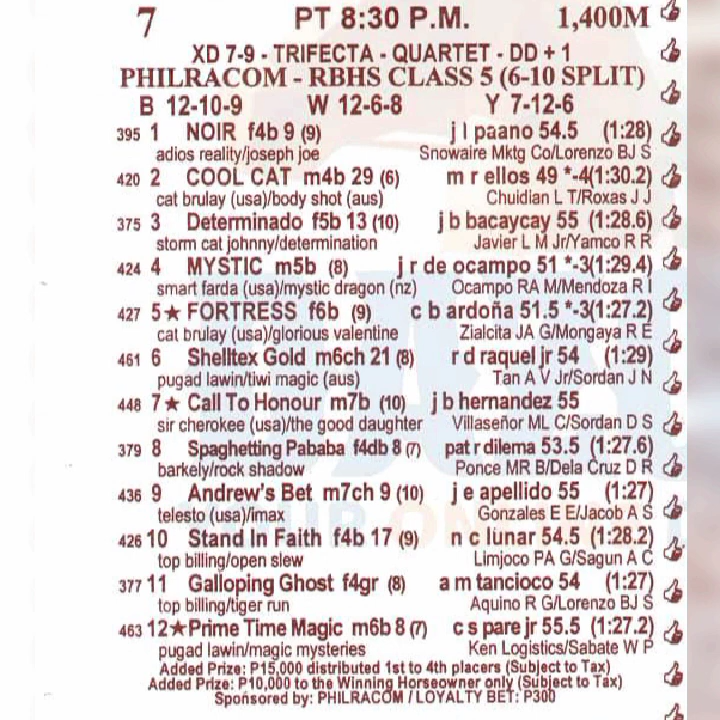 7 PT 8:30 P.M. 1,400M
XD 7-9 - TRIFECTA - QUARTET - DD + 1
PHILRACOM - RBHS CLASS 5 (6-10 SPLIT)
B 12-10-9 W 12-6-8 Y 7-12-6
395 1 NOIR f4b 9 (9) j l paano 54.5 (1:28)
adios reality/joseph joe Snowaire Mktg Co/Lorenzo BJ S
420 2 COOL CAT m4b 29 (6) m r ellos 49 *-4(1:30.2)
cat brulay (usa)/body shot (aus) Chuidian L T/Roxas J J
375 3 Determinado f5b 13 (10) j b bacaycay 55 (1:28.6)
storm cat johnny/determination Javier L M Jr/Yamco R R
424 4 MYSTIC m5b (8) j r de ocampo 51 *-3(1:29.4)
smart farda (usa)/mystic dragon (nz) Ocampo RA M/Mendoza R I
427 5★ FORTRESS f6b (9) c b ardoña 51.5 *-3(1:27.2)
cat brulay (usa)/glorious valentine Zialcita JA G/Mongaya R E
461 6 Shelltex Gold m6ch 21 (8) r d raquel jr 54 (1:29)
pugad lawin/tiwi magic (aus) Tan A V Jr/Sordan J N
448 7★ Call To Honour m7b (10) j b hernandez 55
sir cherokee (usa)/the good daughter Villaseñor ML C/Sordan D S
379 8 Spaghetting Pababa f4db 8 (7) pat r dilema 53.5 (1:27.6)
barkely/rock shadow Ponce MR B/Dela Cruz D R
436 9 Andrew's Bet m7ch 9 (10) j e apellido 55 (1:27)
telesto (usa)/imax Gonzales E E/Jacob A S
426 10 Stand In Faith f4b 17 (9) n c lunar 54.5 (1:28.2)
top billing/open slew Limjoco PA G/Sagun A C
377 11 Galloping Ghost f4gr (8) a m tancioco 54 (1:27)
top billing/tiger run Aquino R G/Lorenzo BJ S
463 12★Prime Time Magic m6b 8 (7) c s pare jr 55.5 (1:27.2)
pugad lawin/magic mysteries Ken Logistics/Sabate W P
Added Prize: P15,000 distributed 1st to 4th placers (Subject to Tax)
Added Prize: P10,000 to the Winning Horseowner only (Subject to Tax)
Sponsored by: PHILRACOM / LOYALTY BET: P300